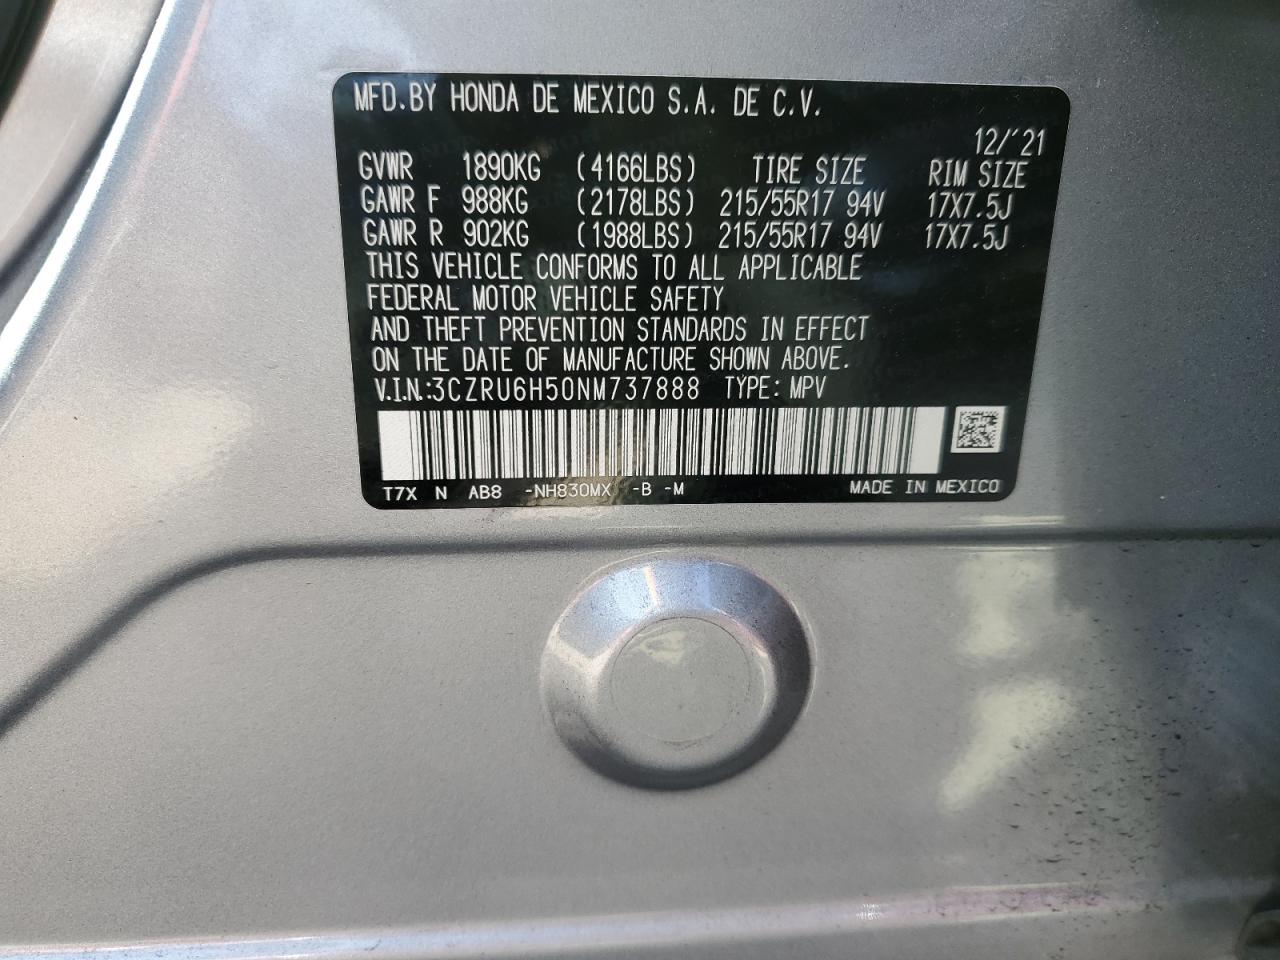 MFD.BY HONDA DE MEXICO S.A. DE C.V.
12/'21
GVWR 1890KG (4166LBS) TIRE SIZE RIM SIZE
GAWR F 988KG (2178LBS) 215/55R17 94V 17X7.5J
GAWR R 902KG (1988LBS) 215/55R17 94V 17X7.5J
THIS VEHICLE CONFORMS TO ALL APPLICABLE
FEDERAL MOTOR VEHICLE SAFETY
AND THEFT PREVENTION STANDARDS IN EFFECT
ON THE DATE OF MANUFACTURE SHOWN ABOVE.
V.I.N.:3CZRU6H50NM737888 TYPE: MPV
T7X N AB8 -NH830MX -B -M MADE IN MEXICO